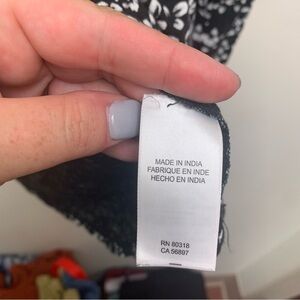 MADE IN INDIA
FABRIQUE EN INDE
HECHO EN INDIA
RN 80318
CA 56897